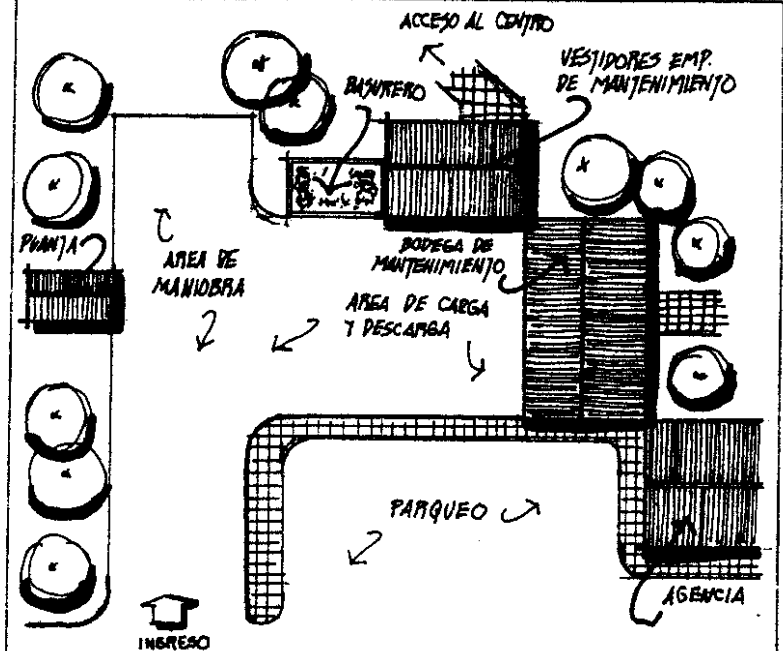 ACCESO AL CENTRO
VESTIDORES EMP.
DE MANTENIMIENTO
BASURERO
PLANTA
AREA DE
MANIOBRA
BODEGA DE
MANTENIMIENTO
AREA DE CARGA
Y DESCARGA
PARQUEO
AGENCIA
INGRESO